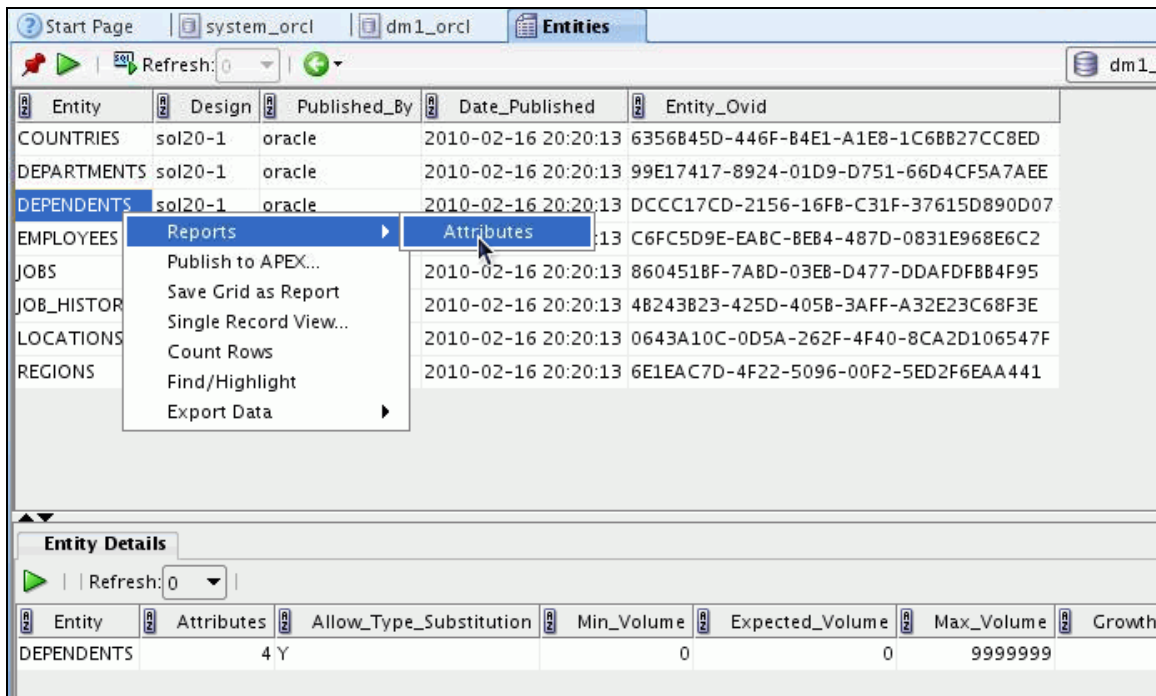 Start Page system_orcl dm1_orcl Entities
SQL Refresh: 0 dm1_
Entity Design Published_By Date_Published Entity_Ovid
COUNTRIES sol20-1 oracle 2010-02-16 20:20:13 6356B45D-446F-B4E1-A1E8-1C6BB27CC8ED
DEPARTMENTS sol20-1 oracle 2010-02-16 20:20:13 99E17417-8924-01D9-D751-66D4CF5A7AEE
DEPENDENTS sol20-1 oracle 2010-02-16 20:20:13 DCCC17CD-2156-16FB-C31F-37615D890D07
EMPLOYEES Reports Attributes :13 C6FC5D9E-EABC-BEB4-487D-0831E968E6C2
Publish to APEX...
JOBS 2010-02-16 20:20:13 860451BF-7ABD-03EB-D477-DDAFDFBB4F95
Save Grid as Report
JOB_HISTOR 2010-02-16 20:20:13 4B243B23-425D-405B-3AFF-A32E23C68F3E
Single Record View...
LOCATIONS 2010-02-16 20:20:13 0643A10C-0D5A-262F-4F40-8CA2D106547F
Count Rows
REGIONS 2010-02-16 20:20:13 6E1EAC7D-4F22-5096-00F2-5ED2F6EAA441
Find/Highlight
Export Data
Entity Details
Refresh: 0
Entity Attributes Allow_Type_Substitution Min_Volume Expected_Volume Max_Volume Growth
DEPENDENTS 4 Y 0 0 9999999